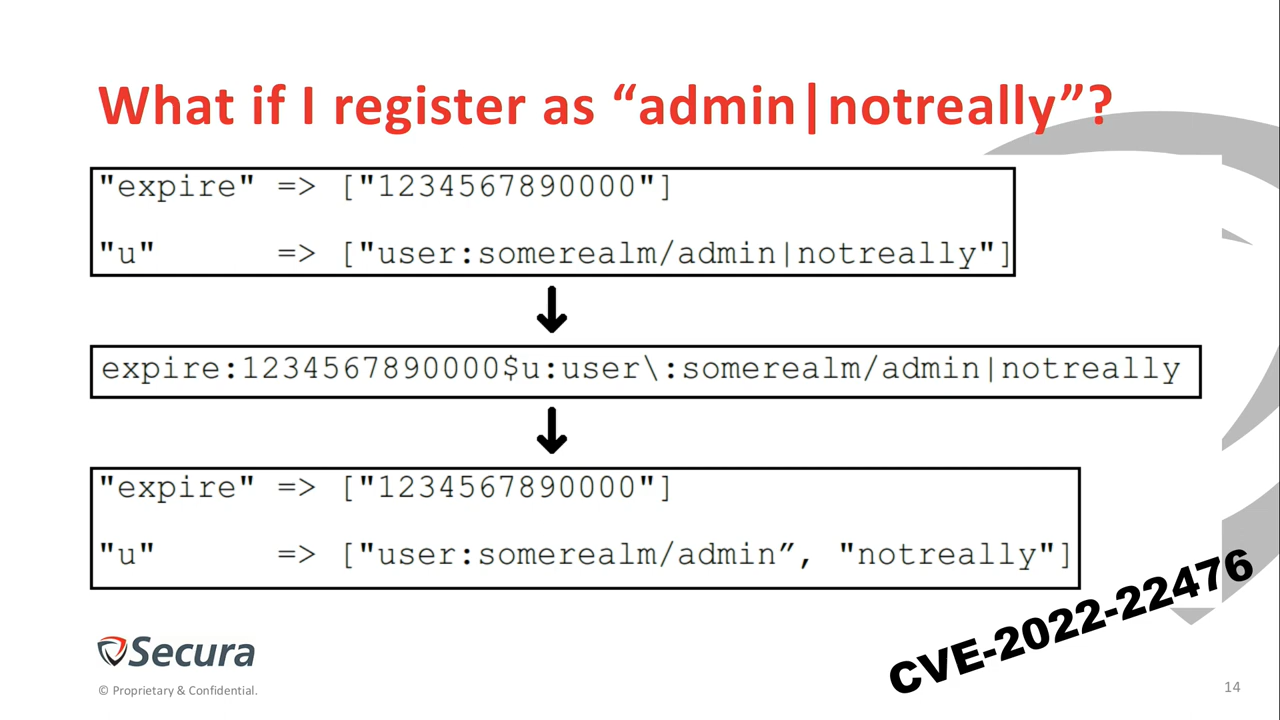 What if I register as “admin|notreally”?
"expire" => ["1234567890000"]
"u" => ["user:somerealm/admin|notreally"]
expire:1234567890000$u:user\:somerealm/admin|notreally
"expire" => ["1234567890000"]
"u" => ["user:somerealm/admin”, "notreally"]
CVE-2022-22476
Secura
© Proprietary & Confidential.
14